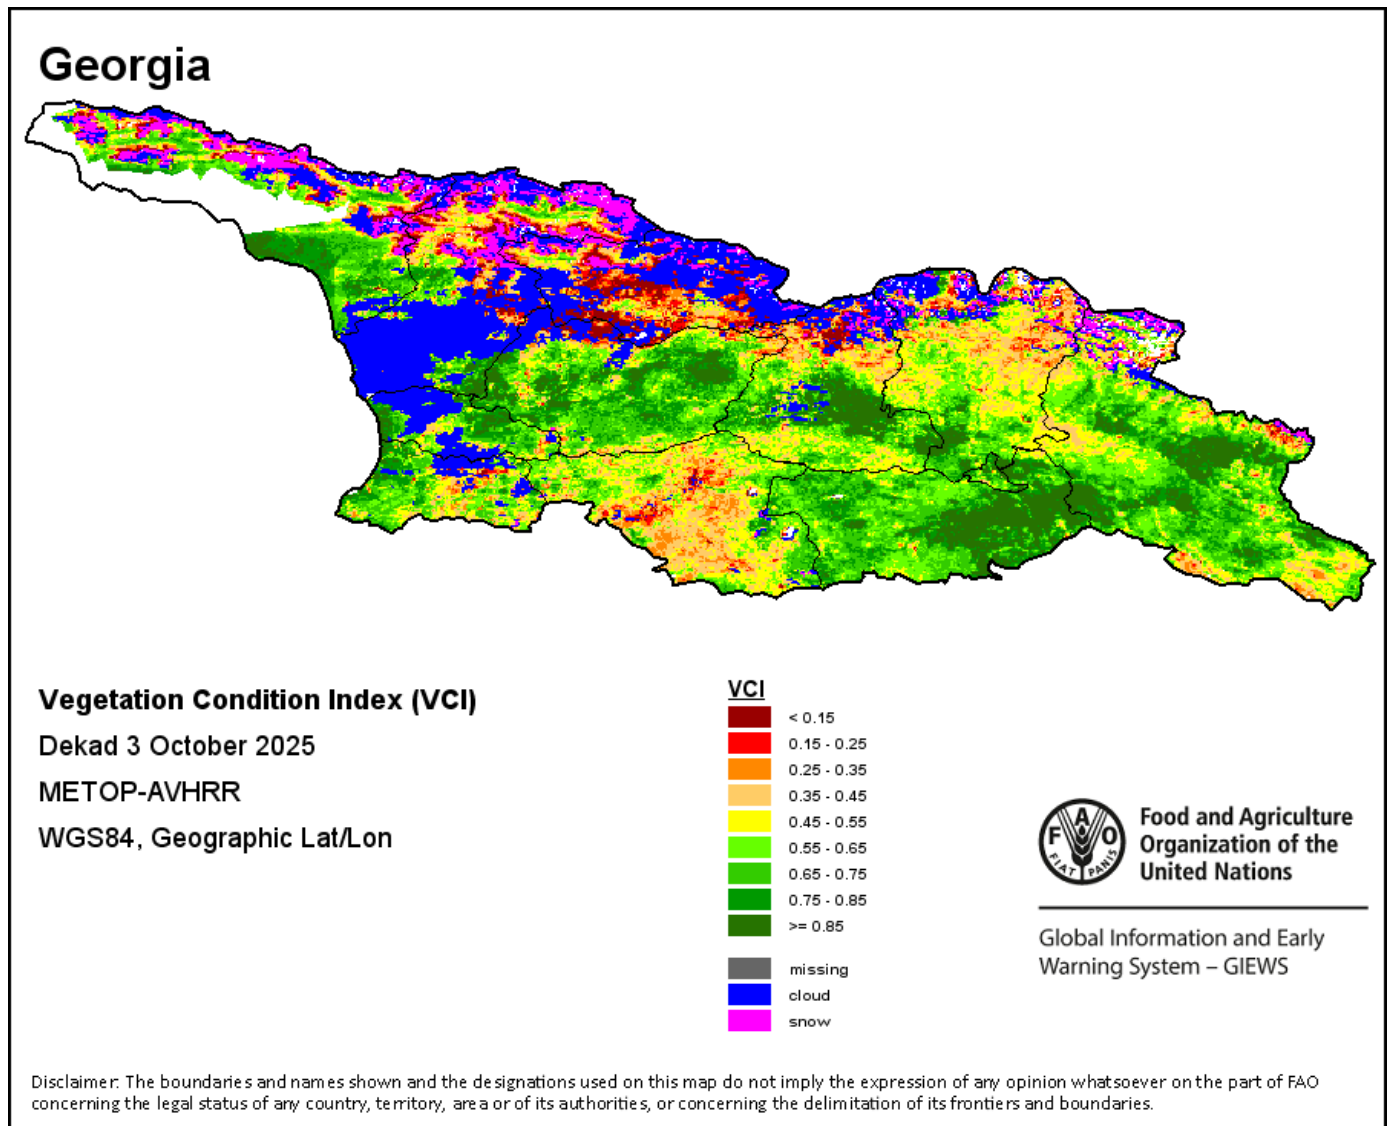 Georgia
Vegetation Condition Index (VCI)
Dekad 3 October 2025
METOP-AVHRR
WGS84, Geographic Lat/Lon
VCI
< 0.15
0.15 - 0.25
0.25 - 0.35
0.35 - 0.45
0.45 - 0.55
0.55 - 0.65
0.65 - 0.75
0.75 - 0.85
>= 0.85
missing
cloud
snow
F A O
FIAT PANIS
Food and Agriculture
Organization of the
United Nations
Global Information and Early
Warning System – GIEWS
Disclaimer: The boundaries and names shown and the designations used on this map do not imply the expression of any opinion whatsoever on the part of FAO
concerning the legal status of any country, territory, area or of its authorities, or concerning the delimitation of its frontiers and boundaries.